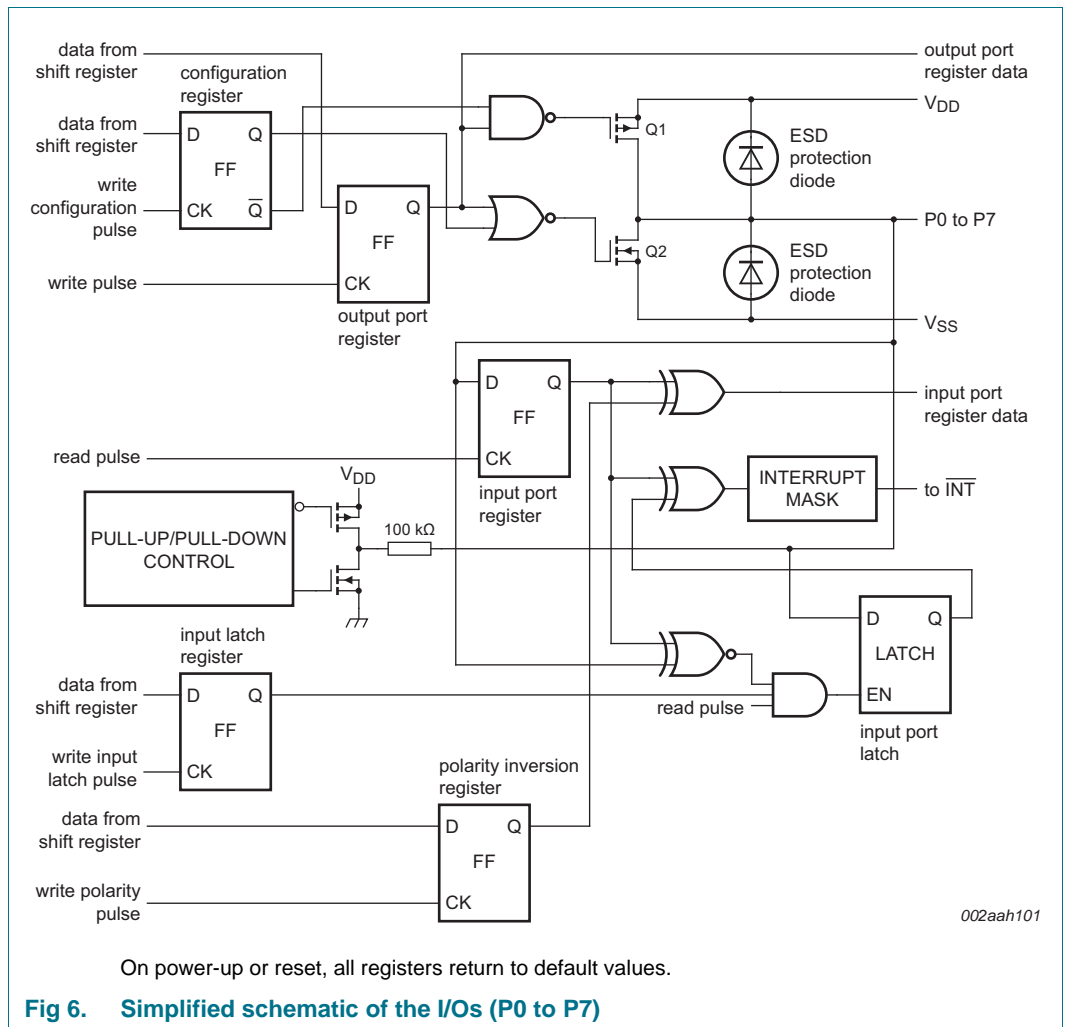 data from
shift register
configuration
register
output port
register data
VDD
data from
shift register
D
Q
FF
CK
Q̅
write
configuration
pulse
Q1
ESD
protection
diode
D
Q
FF
CK
P0 to P7
Q2
ESD
protection
diode
write pulse
output port
register
VSS
D
Q
FF
CK
input port
register data
read pulse
VDD
input port
register
INTERRUPT
MASK
to I̅N̅T̅
PULL-UP/PULL-DOWN
CONTROL
100 kΩ
input latch
register
D
Q
LATCH
EN
data from
shift register
D
Q
FF
CK
read pulse
input port
latch
write input
latch pulse
polarity inversion
register
data from
shift register
D
Q
FF
CK
write polarity
pulse
002aah101
On power-up or reset, all registers return to default values.
Fig 6. Simplified schematic of the I/Os (P0 to P7)